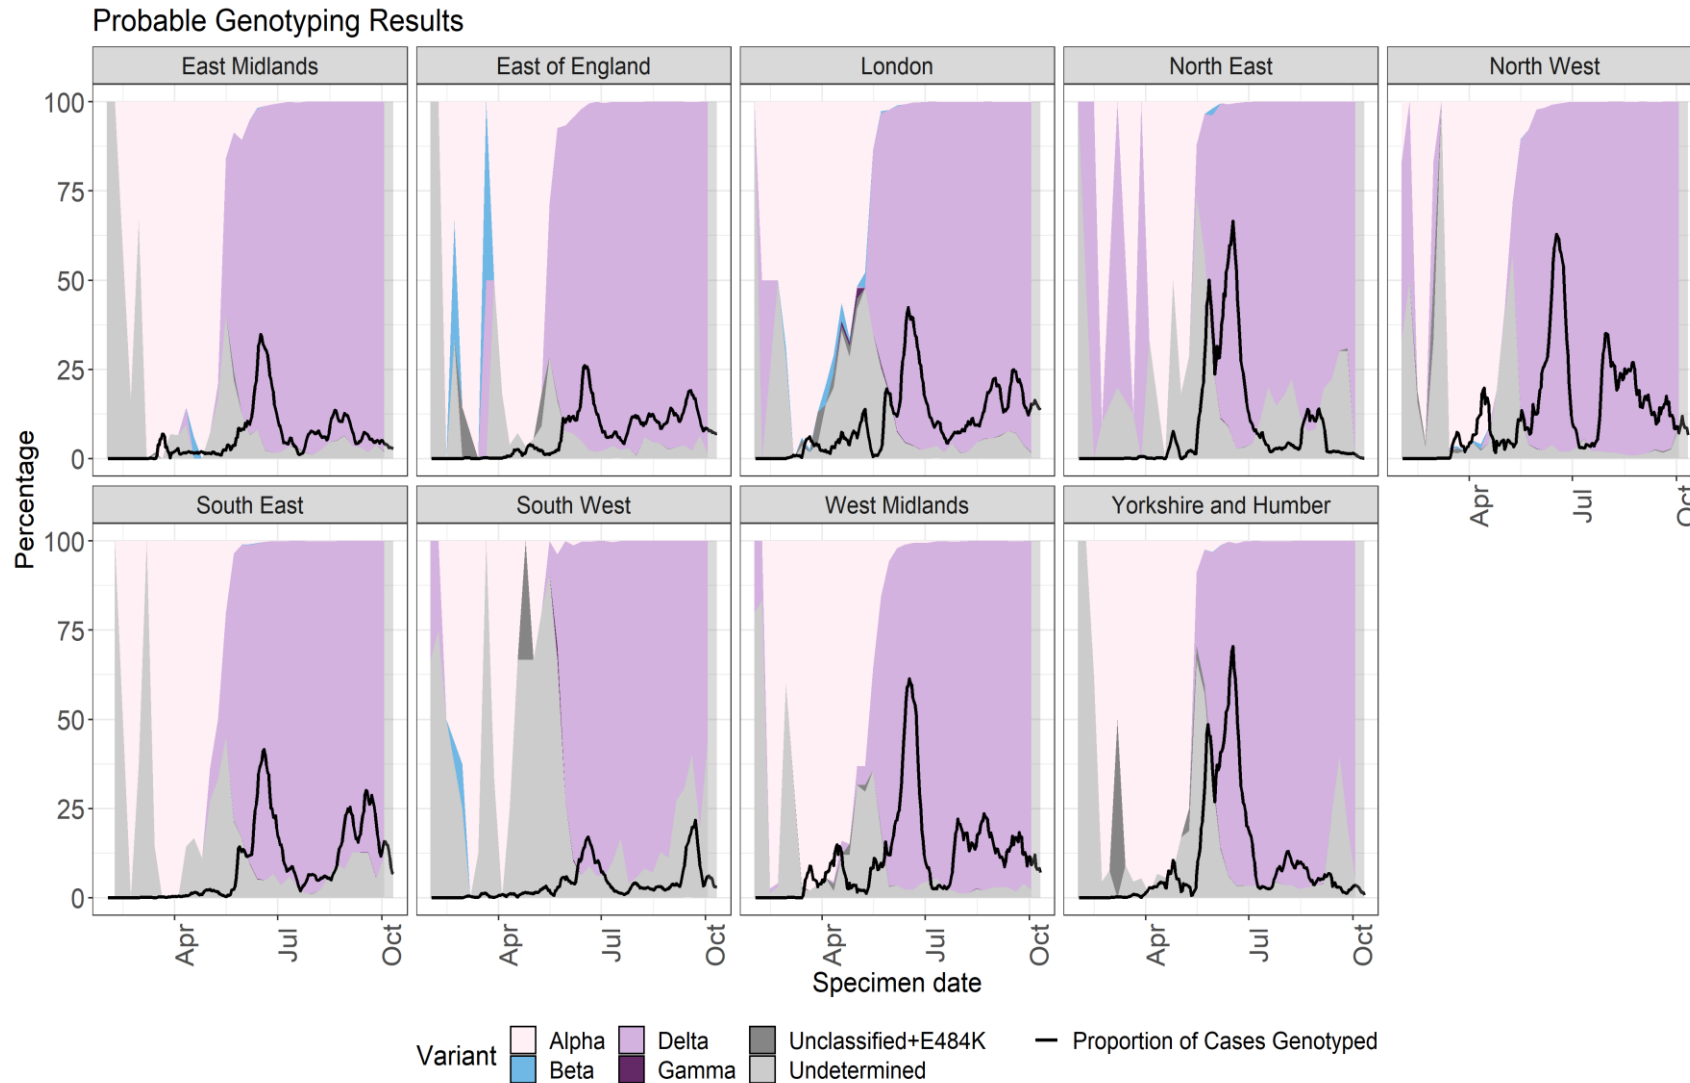 Probable Genotyping Results
East Midlands
East of England
London
North East
North West
100
75
50
25
0
Apr
Jul
Oct
South East
South West
West Midlands
Yorkshire and Humber
100
75
50
25
0
Percentage
Apr
Jul
Oct
Apr
Jul
Oct
Apr
Jul
Oct
Apr
Jul
Oct
Specimen date
Variant
Alpha
Delta
Unclassified+E484K
Proportion of Cases Genotyped
Beta
Gamma
Undetermined